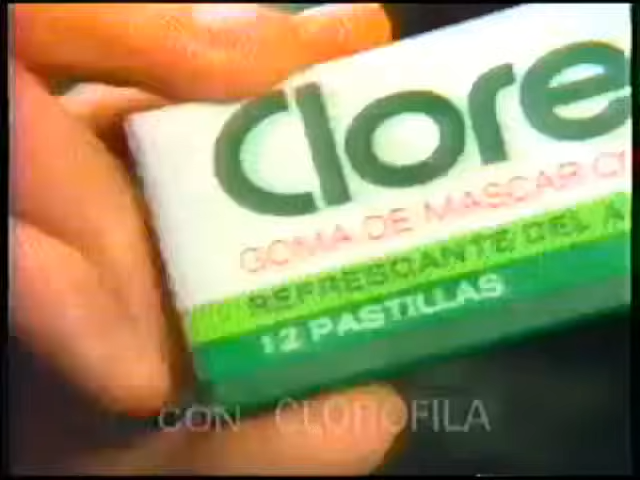 Clore
GOMA DE MASCAR
REFRESCANTE DEL A
12 PASTILLAS
CON CLOROFILA